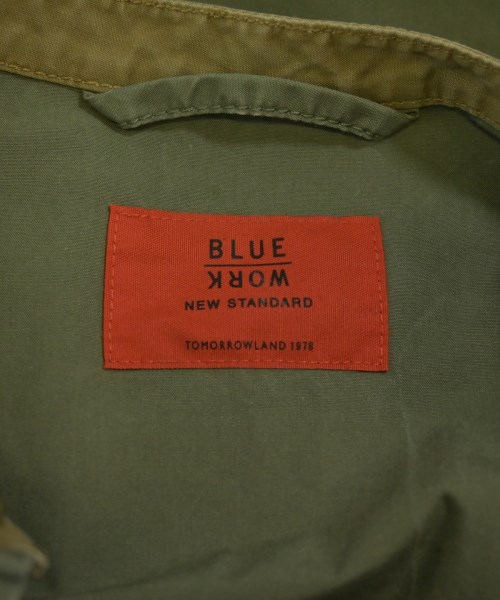 BLUE
WORK
NEW STANDARD
TOMORROWLAND 1978